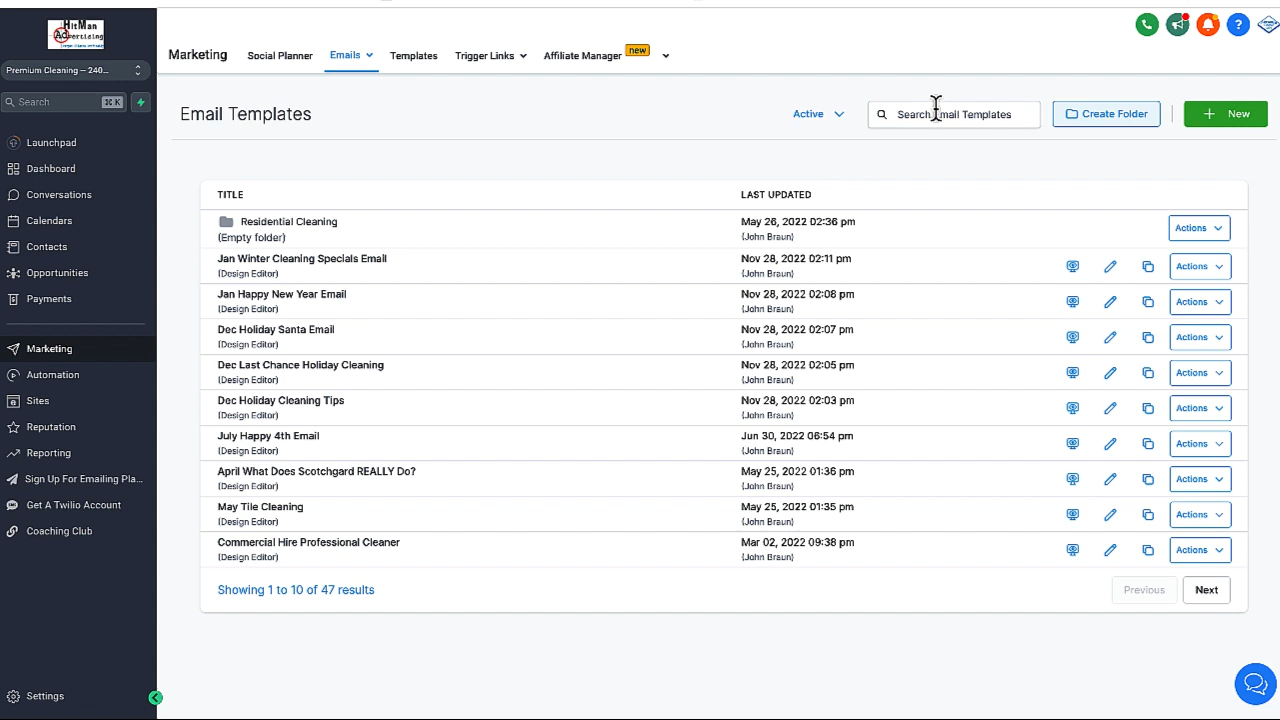 HitMan
Advertising
Premium Cleaning – 240...
Search
⌘ K
Launchpad
Dashboard
Conversations
Calendars
Contacts
Opportunities
Payments
Marketing
Automation
Sites
Reputation
Reporting
Sign Up For Emailing Pla...
Get A Twilio Account
Coaching Club
Settings
Marketing
Social Planner
Emails
Templates
Trigger Links
Affiliate Manager
new
Email Templates
Active
Search Email Templates
Create Folder
+ New
TITLE LAST UPDATED
Residential Cleaning May 26, 2022 02:36 pm
(Empty folder) (John Braun)
Actions
Jan Winter Cleaning Specials Email Nov 28, 2022 02:11 pm
(Design Editor) (John Braun)
Actions
Jan Happy New Year Email Nov 28, 2022 02:08 pm
(Design Editor) (John Braun)
Actions
Dec Holiday Santa Email Nov 28, 2022 02:07 pm
(Design Editor) (John Braun)
Actions
Dec Last Chance Holiday Cleaning Nov 28, 2022 02:05 pm
(Design Editor) (John Braun)
Actions
Dec Holiday Cleaning Tips Nov 28, 2022 02:03 pm
(Design Editor) (John Braun)
Actions
July Happy 4th Email Jun 30, 2022 06:54 pm
(Design Editor) (John Braun)
Actions
April What Does Scotchgard REALLY Do? May 25, 2022 01:36 pm
(Design Editor) (John Braun)
Actions
May Tile Cleaning May 25, 2022 01:35 pm
(Design Editor) (John Braun)
Actions
Commercial Hire Professional Cleaner Mar 02, 2022 09:38 pm
(Design Editor) (John Braun)
Actions
Showing 1 to 10 of 47 results
Previous
Next